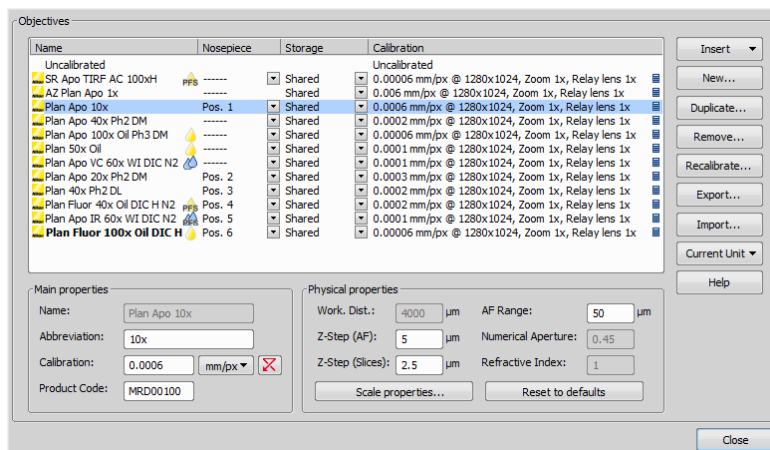 Objectives
Name Nosepiece Storage Calibration
Uncalibrated Uncalibrated
SR Apo TIRF AC 100xH PFS ------ Shared 0.00006 mm/px @ 1280x1024, Zoom 1x, Relay lens 1x
AZ Plan Apo 1x ------ Shared 0.006 mm/px @ 1280x1024, Zoom 1x, Relay lens 1x
Plan Apo 10x Pos. 1 Shared 0.0006 mm/px @ 1280x1024, Zoom 1x, Relay lens 1x
Plan Apo 40x Ph2 DM ------ Shared 0.0002 mm/px @ 1280x1024, Zoom 1x, Relay lens 1x
Plan Apo 100x Oil Ph3 DM ------ Shared 0.00006 mm/px @ 1280x1024, Zoom 1x, Relay lens 1x
Plan 50x Oil ------ Shared 0.0001 mm/px @ 1280x1024, Zoom 1x, Relay lens 1x
Plan Apo VC 60x WI DIC N2 ------ Shared 0.0001 mm/px @ 1280x1024, Zoom 1x, Relay lens 1x
Plan Apo 20x Ph2 DM Pos. 2 Shared 0.0003 mm/px @ 1280x1024, Zoom 1x, Relay lens 1x
Plan 40x Ph2 DL Pos. 3 Shared 0.0002 mm/px @ 1280x1024, Zoom 1x, Relay lens 1x
Plan Fluor 40x Oil DIC H N2 PFS Pos. 4 Shared 0.0002 mm/px @ 1280x1024, Zoom 1x, Relay lens 1x
Plan Apo IR 60x WI DIC N2 PFS Pos. 5 Shared 0.0001 mm/px @ 1280x1024, Zoom 1x, Relay lens 1x
Plan Fluor 100x Oil DIC H Pos. 6 Shared 0.00006 mm/px @ 1280x1024, Zoom 1x, Relay lens 1x
Insert
New...
Duplicate...
Remove...
Recalibrate...
Export...
Import...
Current Unit
Help
Main properties
Name: Plan Apo 10x
Abbreviation: 10x
Calibration: 0.0006 mm/px
Product Code: MRD00100
Physical properties
Work. Dist.: 4000 µm AF Range: 50 µm
Z-Step (AF): 5 µm Numerical Aperture: 0.45
Z-Step (Slices): 2.5 µm Refractive Index: 1
Scale properties... Reset to defaults
Close